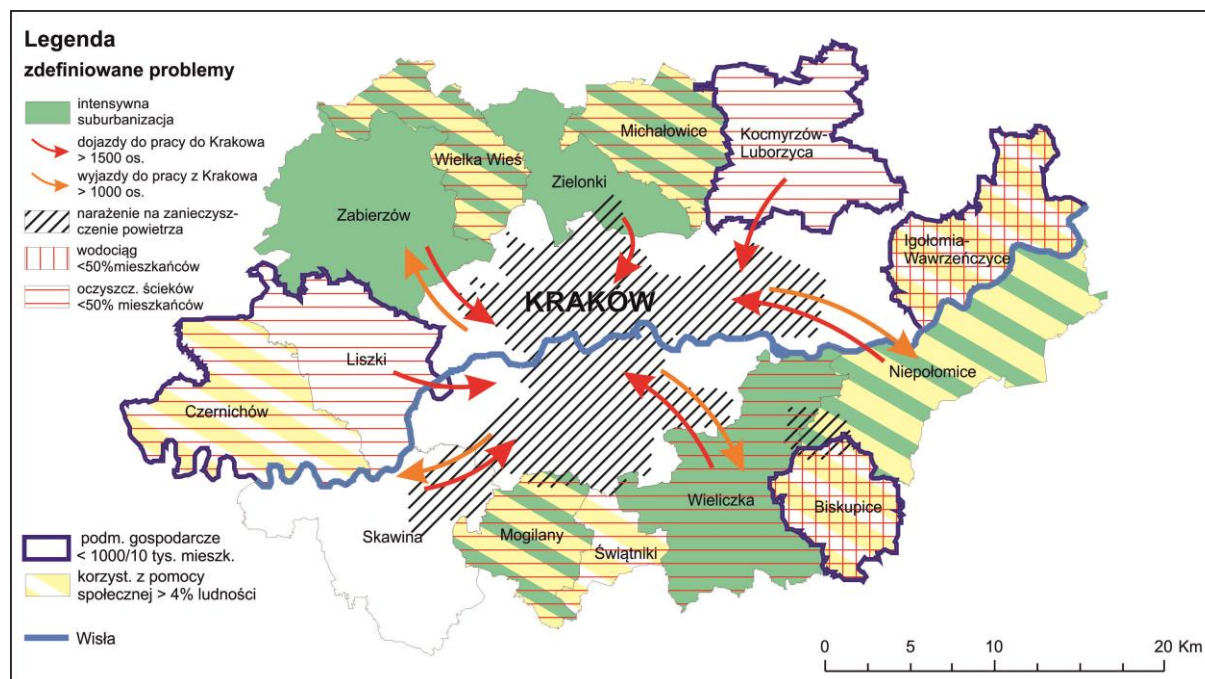 Legenda
zdefiniowane problemy
intensywna
suburbanizacja
dojazdy do pracy do Krakowa
> 1500 os.
wyjazdy do pracy z Krakowa
> 1000 os.
narażenie na zanieczysz-
czenie powietrza
wodociąg
<50%mieszkańców
oczyszcz. ścieków
<50% mieszkańców
Michałowice
Kocmyrzów-
Luborzyca
Wielka Wieś
Zielonki
Zabierzów
Igołomia-
Wawrzeńczyce
KRAKÓW
Liszki
Niepołomice
Czernichów
Wieliczka
Biskupice
Skawina
Mogilany
Świątniki
podm. gospodarcze
< 1000/10 tys. mieszk.
korzyst. z pomocy
społecznej > 4% ludności
Wisła
0 5 10 20 Km